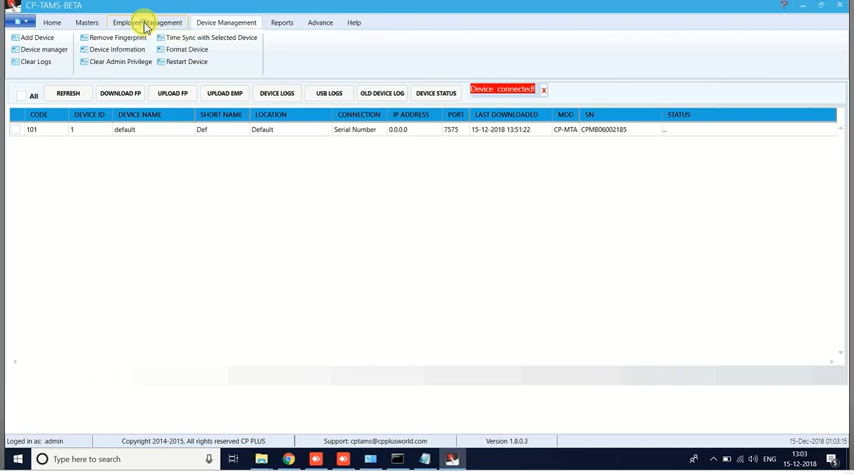 CP-TAMS-BETA
Home Masters Employee Management Device Management Reports Advance Help
Add Device Remove Fingerprint Time Sync with Selected Device
Device manager Device Information Format Device
Clear Logs Clear Admin Privilege Restart Device
All REFRESH DOWNLOAD FP UPLOAD FP UPLOAD EMP DEVICE LOGS USB LOGS OLD DEVICE LOG DEVICE STATUS Device connected! x
CODE DEVICE ID DEVICE NAME SHORT NAME LOCATION CONNECTION IP ADDRESS PORT LAST DOWNLOADED MOD SN STATUS
101 1 default Def Default Serial Number 0.0.0.0 7575 15-12-2018 13:51:22 CP-MTA CPMB06002185 ...
Loged in as: admin Copyright 2014-2015, All rights reserved CP PLUS Support: cptams@cpplusworld.com Version 1.8.0.3 15-Dec-2018 01:03:15
Type here to search ENG 13:03
15-12-2018